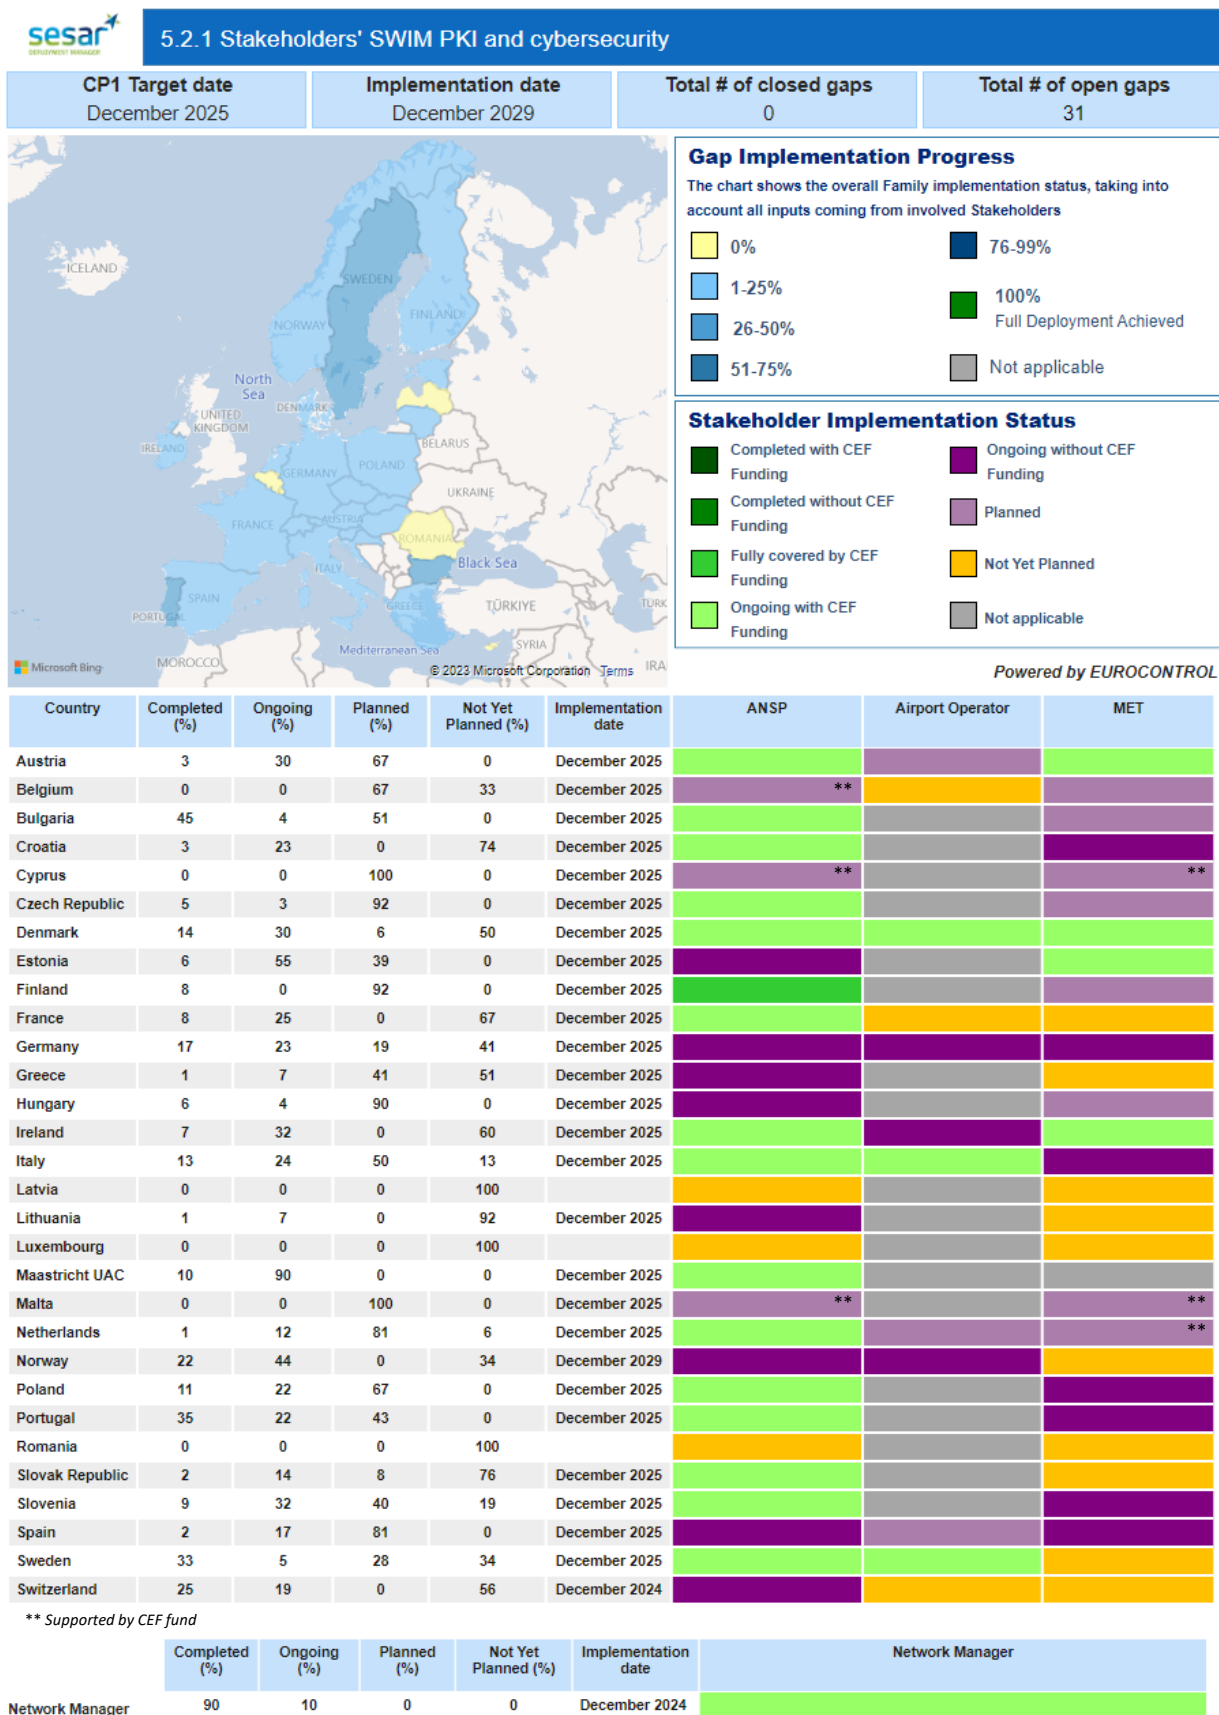 sesar
DEPLOYMENT MANAGER
5.2.1 Stakeholders' SWIM PKI and cybersecurity
CP1 Target date
December 2025
Implementation date
December 2029
Total # of closed gaps
0
Total # of open gaps
31
ICELAND
SWEDEN
FINLAND
NORWAY
North
Sea
DENMARK
UNITED
KINGDOM
IRELAND
BELARUS
GERMANY
POLAND
UKRAINE
FRANCE
AUSTRIA
ROMANIA
ITALY
Black Sea
SPAIN
PORTUGAL
GREECE
TÜRKIYE
TURK
Mediterranean Sea
SYRIA
MOROCCO
IRA
Microsoft Bing
© 2023 Microsoft Corporation Terms
Gap Implementation Progress
The chart shows the overall Family implementation status, taking into
account all inputs coming from involved Stakeholders
0%
1-25%
26-50%
51-75%
76-99%
100%
Full Deployment Achieved
Not applicable
Stakeholder Implementation Status
Completed with CEF
Funding
Completed without CEF
Funding
Fully covered by CEF
Funding
Ongoing with CEF
Funding
Ongoing without CEF
Funding
Planned
Not Yet Planned
Not applicable
Powered by EUROCONTROL
Country Completed (%) Ongoing (%) Planned (%) Not Yet Planned (%) Implementation date ANSP Airport Operator MET
Austria 3 30 67 0 December 2025
Belgium 0 0 67 33 December 2025 **
Bulgaria 45 4 51 0 December 2025
Croatia 3 23 0 74 December 2025
Cyprus 0 0 100 0 December 2025 ** **
Czech Republic 5 3 92 0 December 2025
Denmark 14 30 6 50 December 2025
Estonia 6 55 39 0 December 2025
Finland 8 0 92 0 December 2025
France 8 25 0 67 December 2025
Germany 17 23 19 41 December 2025
Greece 1 7 41 51 December 2025
Hungary 6 4 90 0 December 2025
Ireland 7 32 0 60 December 2025
Italy 13 24 50 13 December 2025
Latvia 0 0 0 100
Lithuania 1 7 0 92 December 2025
Luxembourg 0 0 0 100
Maastricht UAC 10 90 0 0 December 2025
Malta 0 0 100 0 December 2025 ** **
Netherlands 1 12 81 6 December 2025 **
Norway 22 44 0 34 December 2029
Poland 11 22 67 0 December 2025
Portugal 35 22 43 0 December 2025
Romania 0 0 0 100
Slovak Republic 2 14 8 76 December 2025
Slovenia 9 32 40 19 December 2025
Spain 2 17 81 0 December 2025
Sweden 33 5 28 34 December 2025
Switzerland 25 19 0 56 December 2024
** Supported by CEF fund
Completed (%) Ongoing (%) Planned (%) Not Yet Planned (%) Implementation date Network Manager
Network Manager 90 10 0 0 December 2024